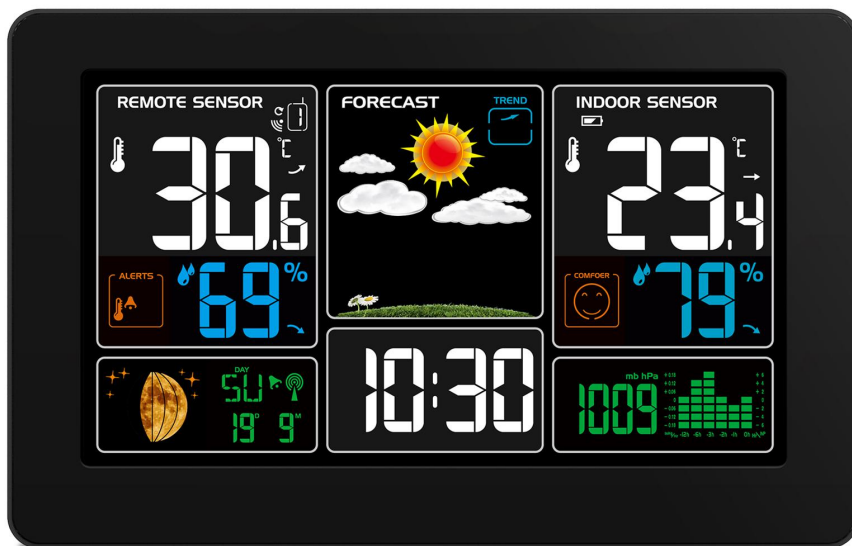 REMOTE SENSOR
1
30.6 °C
ALERTS
69%
FORECAST
TREND
INDOOR SENSOR
23.4 °C
COMFOER
79%
DAY
SU
19D 9M
10:30
mb hPa
1009